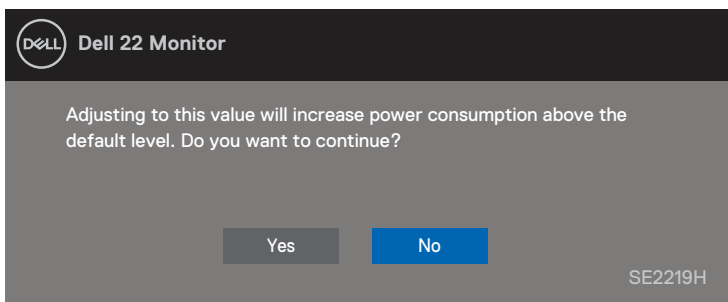 DELL Dell 22 Monitor
Adjusting to this value will increase power consumption above the
default level. Do you want to continue?
Yes No
SE2219H